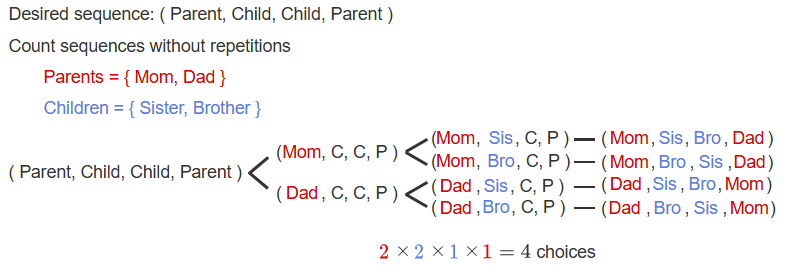 Desired sequence: ( Parent, Child, Child, Parent )
Count sequences without repetitions
Parents = { Mom, Dad }
Children = { Sister, Brother }
( Parent, Child, Child, Parent )
(Mom, C, C, P )
( Dad , C, C, P )
(Mom, Sis, C, P ) — ( Mom, Sis, Bro, Dad )
(Mom, Bro, C, P ) — ( Mom, Bro , Sis ,Dad )
( Dad ,Sis, C, P ) — (Dad ,Sis , Bro, Mom )
( Dad ,Bro, C, P ) — (Dad ,Bro , Sis , Mom)
2 × 2 × 1 × 1 = 4 choices